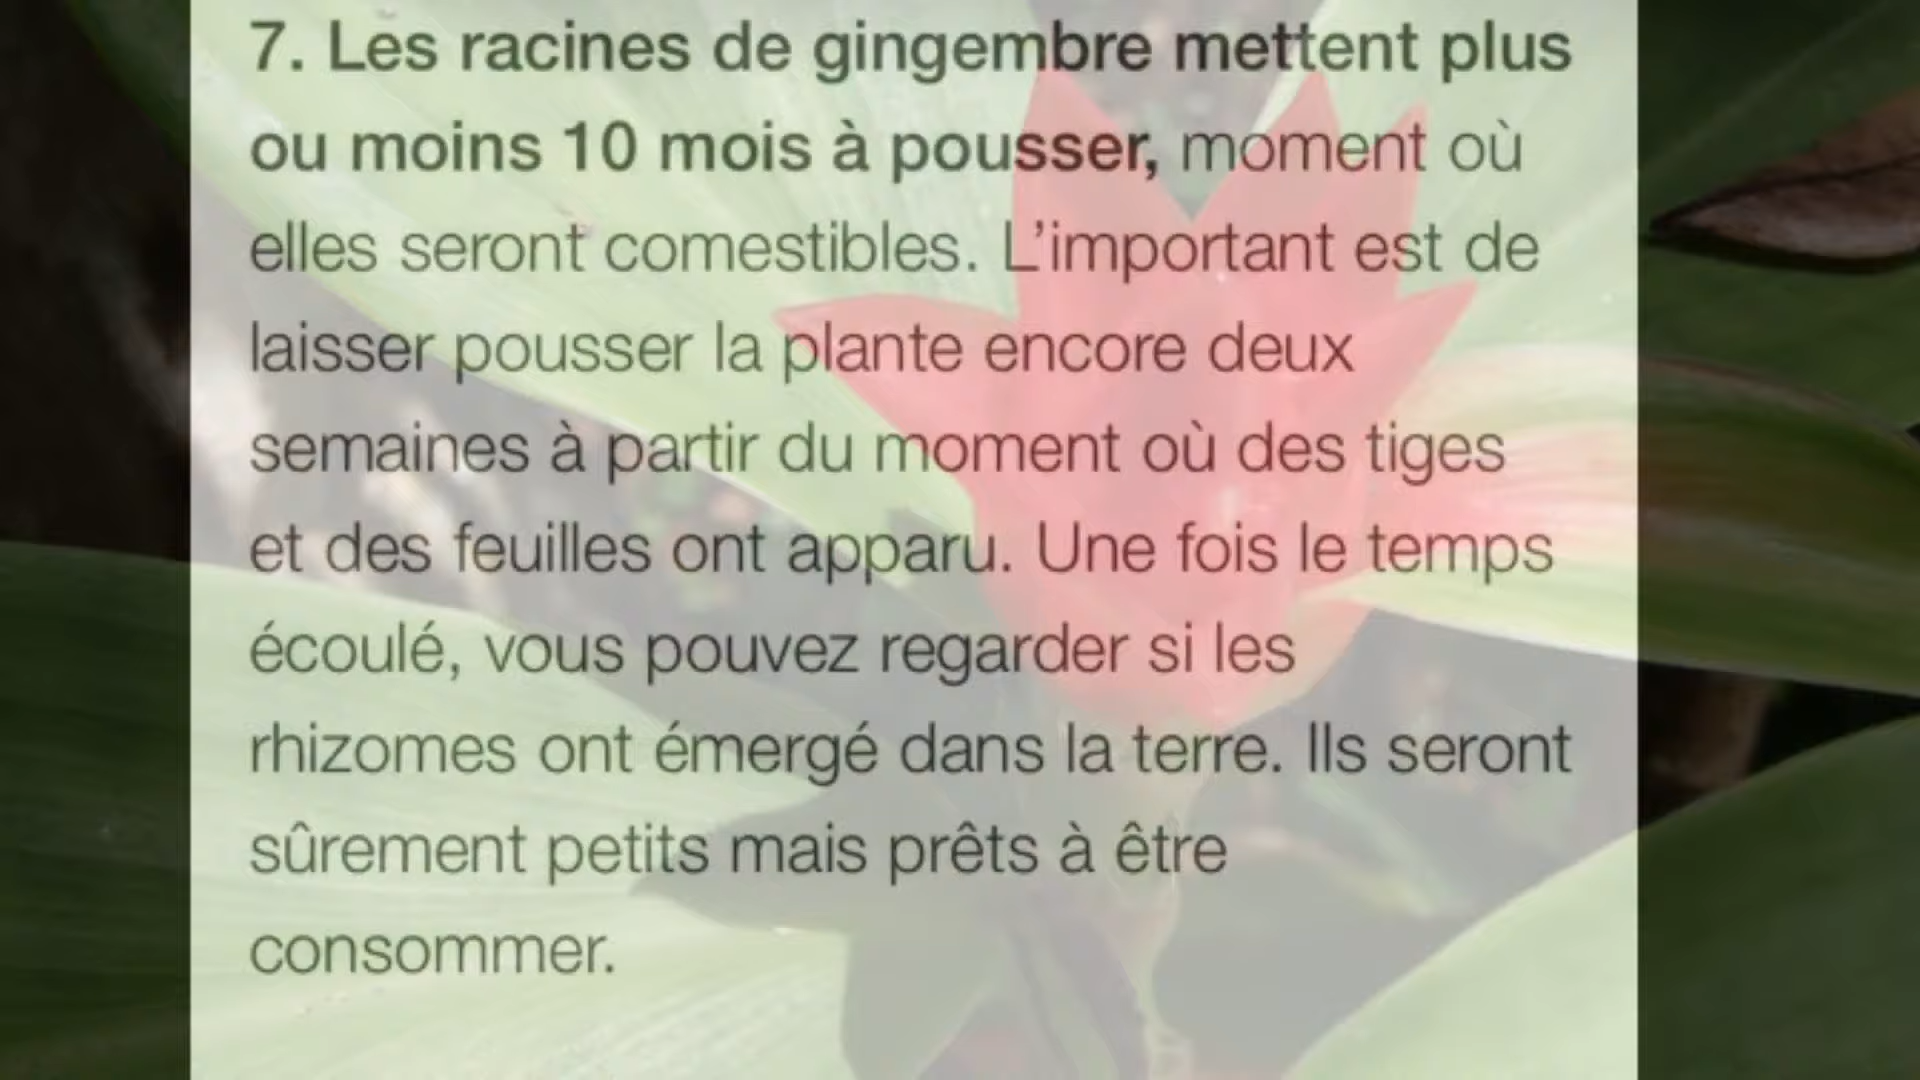 7. Les racines de gingembre mettent plus
ou moins 10 mois à pousser, moment où
elles seront comestibles. L'important est de
laisser pousser la plante encore deux
semaines à partir du moment où des tiges
et des feuilles ont apparu. Une fois le temps
écoulé, vous pouvez regarder si les
rhizomes ont émergé dans la terre. Ils seront
sûrement petits mais prêts à être
consommer.